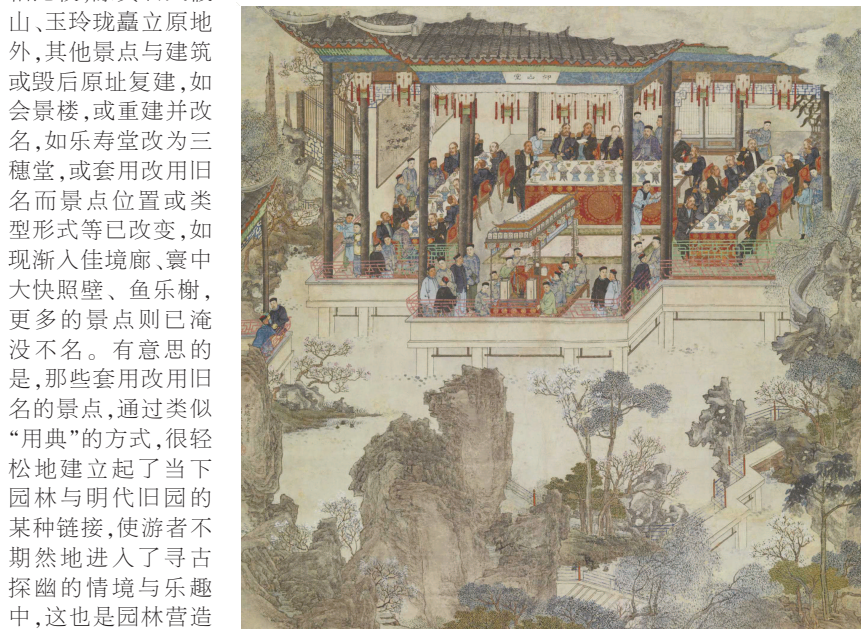 山、玉玲珑矗立原地
外,其他景点与建筑
或毁后原址复建,如
会景楼,或重建并改
名,如乐寿堂改为三
穗堂,或套用改用旧
名而景点位置或类
型形式等已改变,如
现渐入佳境廊、寰中
大快照壁、鱼乐榭,
更多的景点则已淹
没不名。有意思的
是,那些套用改用旧
名的景点,通过类似
“用典”的方式,很轻
松地建立起了当下
园林与明代旧园的
某种链接,使游者不
期然地进入了寻古
探幽的情境与乐趣
中,这也是园林营造
堂山仰